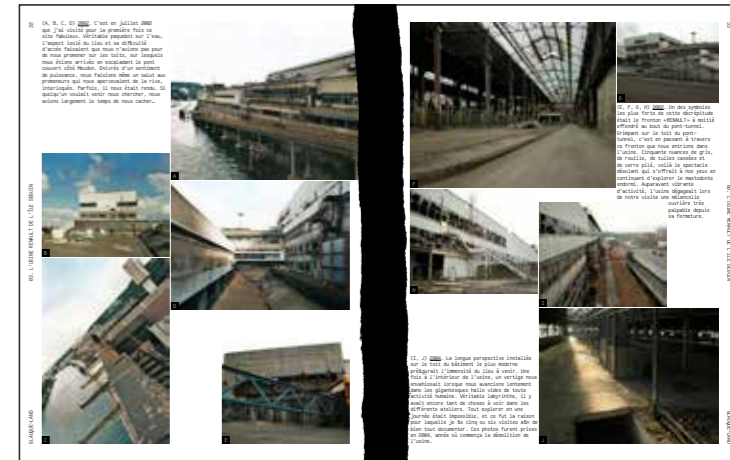 (A, B, C, D) 2002. C'est en juillet 2002
que j'ai visité pour la première fois ce
site fabuleux. Véritable paquebot sur l'eau,
l'aspect isolé du lieu et sa difficulté
d'accès faisaient que nous n'avions pas peur
de nous promener sur les toits, sur lesquels
nous étions arrivés en escaladant le pont
couvert côté Meudon. Enivrés d'un sentiment
de puissance, nous faisions même un salut aux
promeneurs qui nous apercevaient de la rive,
interloqués. Parfois, il nous était rendu. Si
quelqu'un voulait venir nous chercher, nous
avions largement le temps de nous cacher…
A
B
C
D
E
03. L'USINE RENAULT DE L'ÎLE SEGUIN
BLAQUE-LAND
F
G
(E, F, G, H) 2002. Un des symboles
les plus forts de cette décrépitude
était le fronton «RENAULT» à moitié
effondré au bout du pont-tunnel.
Grimpant sur le toit du pont-
tunnel, c'est en passant à travers
ce fronton que nous entrions dans
l'usine. Cinquante nuances de gris,
de rouille, de tuiles cassées et
de verre pilé, voilà le spectacle
désolant qui s'offrait à nos yeux en
continuant d'explorer le mastodonte
endormi. Auparavant vibrante
d'activité, l'usine dégageait lors
de notre visite une mélancolie
ouvrière très
palpable depuis
sa fermeture.
H
I
(I, J) 2004. La longue perspective installée
sur le toit du bâtiment le plus moderne
préfigurait l'immensité du lieu à venir. Une
fois à l'intérieur de l'usine, un vertige nous
envahissait lorsque nous avancions lentement
dans les gigantesques halls vides de toute
activité humaine. Véritable labyrinthe, il y
avait encore tant de choses à voir dans les
différents ateliers. Tout explorer en une
journée était impossible, et ce fut la raison
pour laquelle je fis cinq ou six visites afin de
bien tout documenter. Ces photos furent prises
en 2004, année où commença la démolition de
l'usine.
J